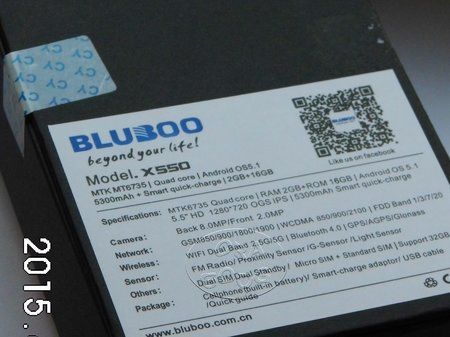 CY CY CY
BLUBOO
beyond your life!
Like us on facebook
Model. X550
MTK MT6735 | Quad core | Android OS5.1
5300mAh + Smart quick-charge | 2GB+16GB
Specifications: MTK6735 Quad core | RAM 2GB+ROM 16GB | Android OS 5.1
5.5" HD 1280*720 OGS IPS | 5300mAh Smart quick charge
Camera: Back 8.0MP/Front 2.0MP
Network: GSM850/900/1800/1900 | WCDMA 850/900/2100 | FDD Band 1/3/7/20
Wireless: WIFI Dual Band 2.4G/5G | Bluetooth 4.0 | GPS/AGPS/Glonass
Sensor: FM Radio/ Proximity Sensor /G-Sensor /Light Sensor
Others: Dual SIM Dual Standby/ Micro SIM + Standard SIM | Support 32GB
Package: Cellphone(built-in battery)/ Smart-charge adaptor/ USB cable
/Quick guide
www.bluboo.com.cn
2015.